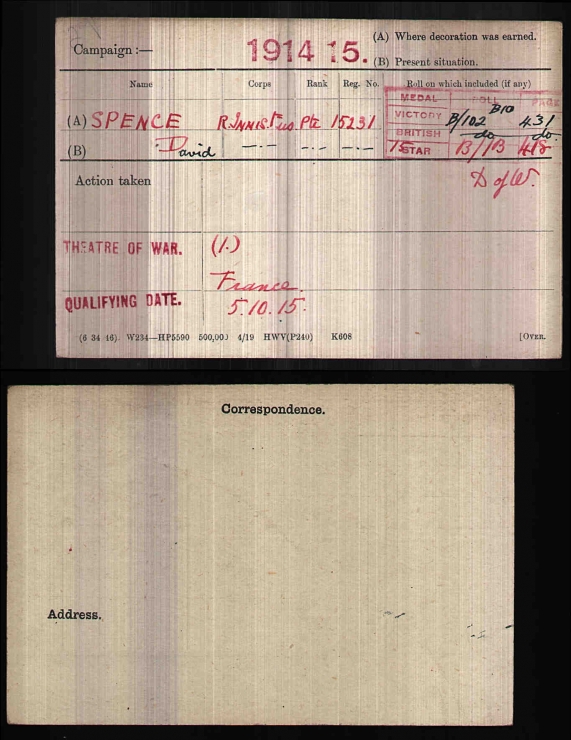 Campaign :— 1914 15. (A) Where decoration was earned.
(B) Present situation.
Name Corps Rank Reg. No. Roll on which included (if any)
MEDAL ROLL PAGE
(A) SPENCE R.Innis.Fus. Pte 15231 VICTORY B/102 B10 431
BRITISH do do.
(B) David —·— —·— —·— 15 STAR B/11B 418
Action taken D of W.
THEATRE OF WAR. (1.)
France
QUALIFYING DATE. 5.10.15.
(6 34 46) W234—HP5590 500,000 4/19 HWV(P240) K608 [OVER.
Correspondence.
Address.